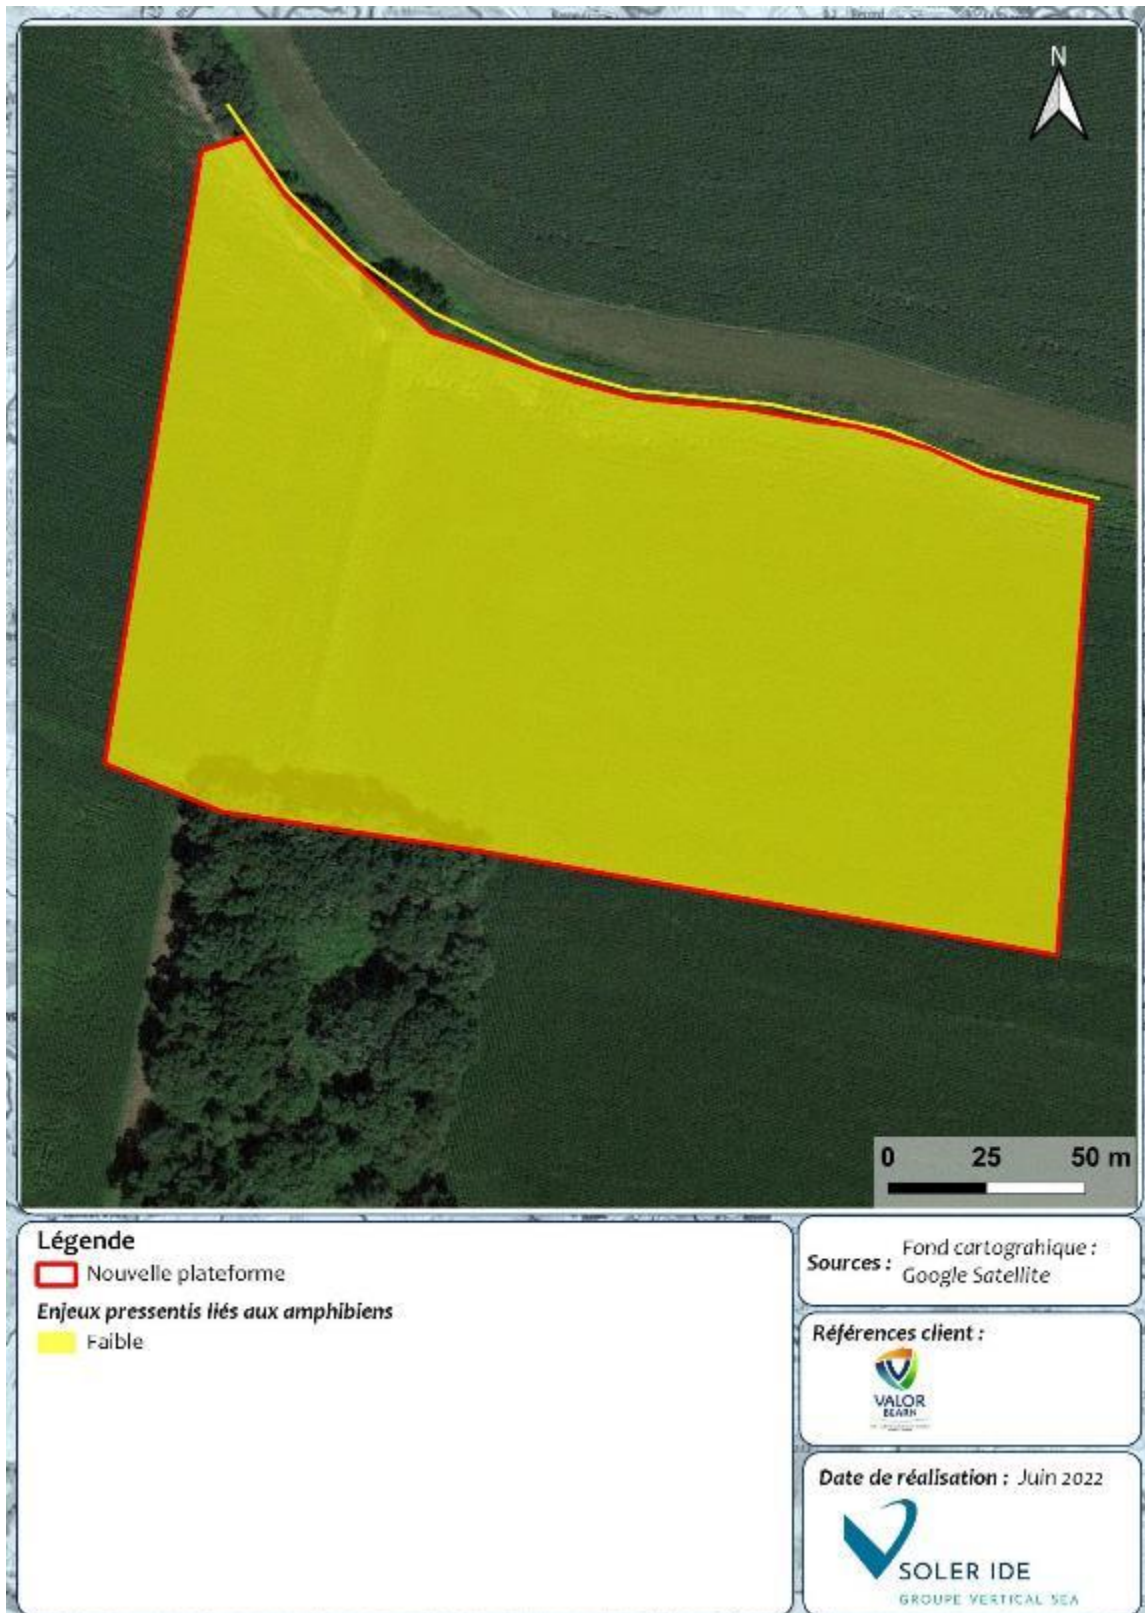 N
0 25 50 m
Légende
Nouvelle plateforme
Enjeux pressentis liés aux amphibiens
Faible
Sources : Fond cartograhique :
Google Satellite
Références client :
VALOR
BEARN
Date de réalisation : Juin 2022
SOLER IDE
GROUPE VERTICAL SEA